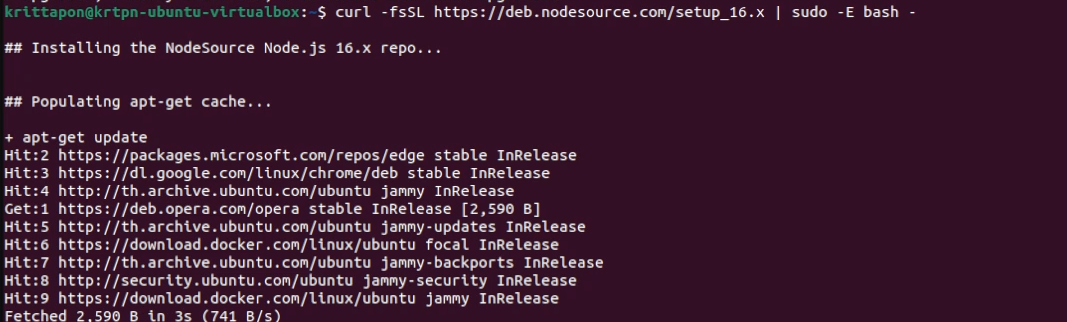 krittapon@krtpn-ubuntu-virtualbox:~$ curl -fsSL https://deb.nodesource.com/setup_16.x | sudo -E bash -
## Installing the NodeSource Node.js 16.x repo...
## Populating apt-get cache...
+ apt-get update
Hit:2 https://packages.microsoft.com/repos/edge stable InRelease
Hit:3 https://dl.google.com/linux/chrome/deb stable InRelease
Hit:4 http://th.archive.ubuntu.com/ubuntu jammy InRelease
Get:1 https://deb.opera.com/opera stable InRelease [2,590 B]
Hit:5 http://th.archive.ubuntu.com/ubuntu jammy-updates InRelease
Hit:6 https://download.docker.com/linux/ubuntu focal InRelease
Hit:7 http://th.archive.ubuntu.com/ubuntu jammy-backports InRelease
Hit:8 http://security.ubuntu.com/ubuntu jammy-security InRelease
Hit:9 https://download.docker.com/linux/ubuntu jammy InRelease
Fetched 2,590 B in 3s (741 B/s)